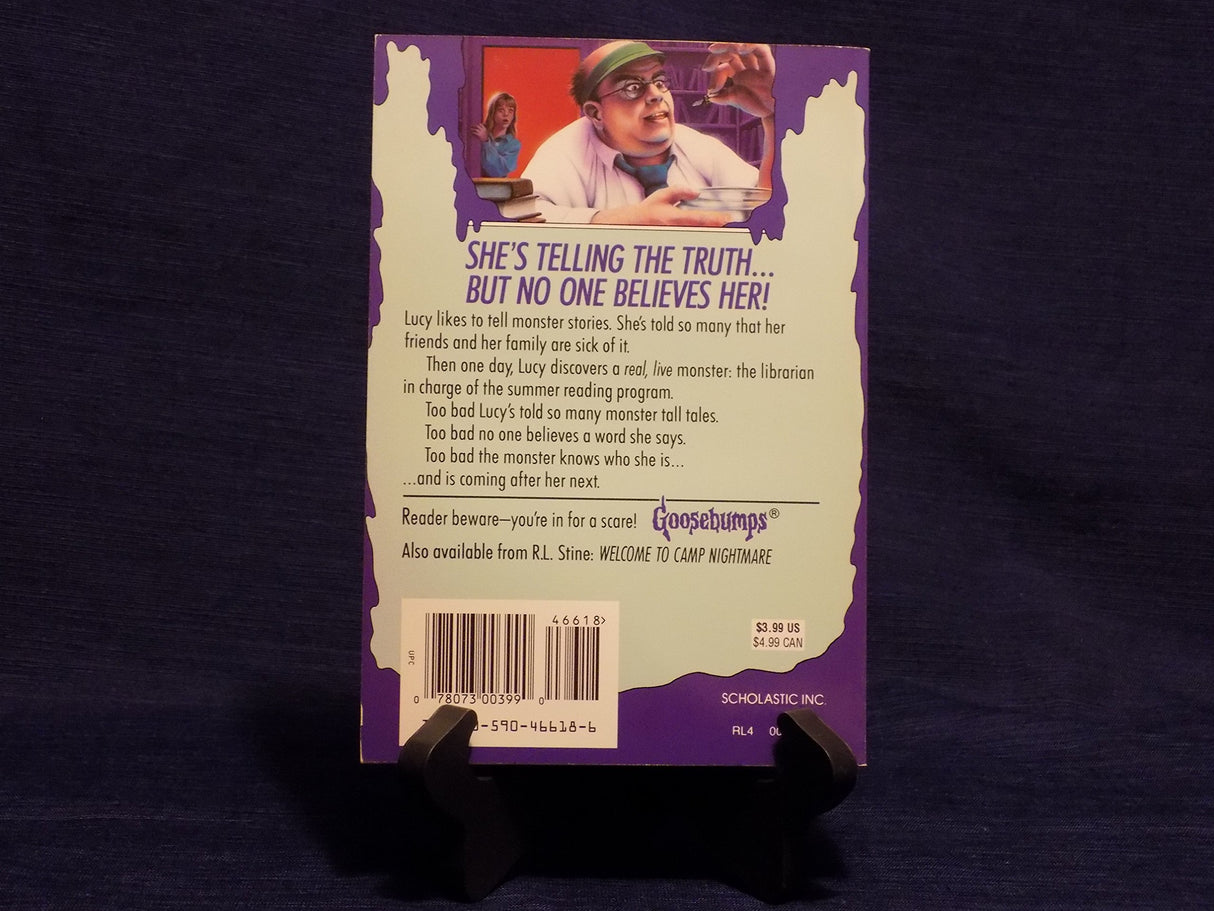 SHE'S TELLING THE TRUTH...
BUT NO ONE BELIEVES HER!
Lucy likes to tell monster stories. She's told so many that her
friends and her family are sick of it.
Then one day, Lucy discovers a real, live monster: the librarian
in charge of the summer reading program.
Too bad Lucy's told so many monster tall tales.
Too bad no one believes a word she says.
Too bad the monster knows who she is...
...and is coming after her next.
Reader beware—you're in for a scare! Goosebumps®
Also available from R.L. Stine: WELCOME TO CAMP NIGHTMARE
46618>
UPC
0 78073 00399 0
-590-46618-6
$3.99 US
$4.99 CAN
SCHOLASTIC INC.
RL4